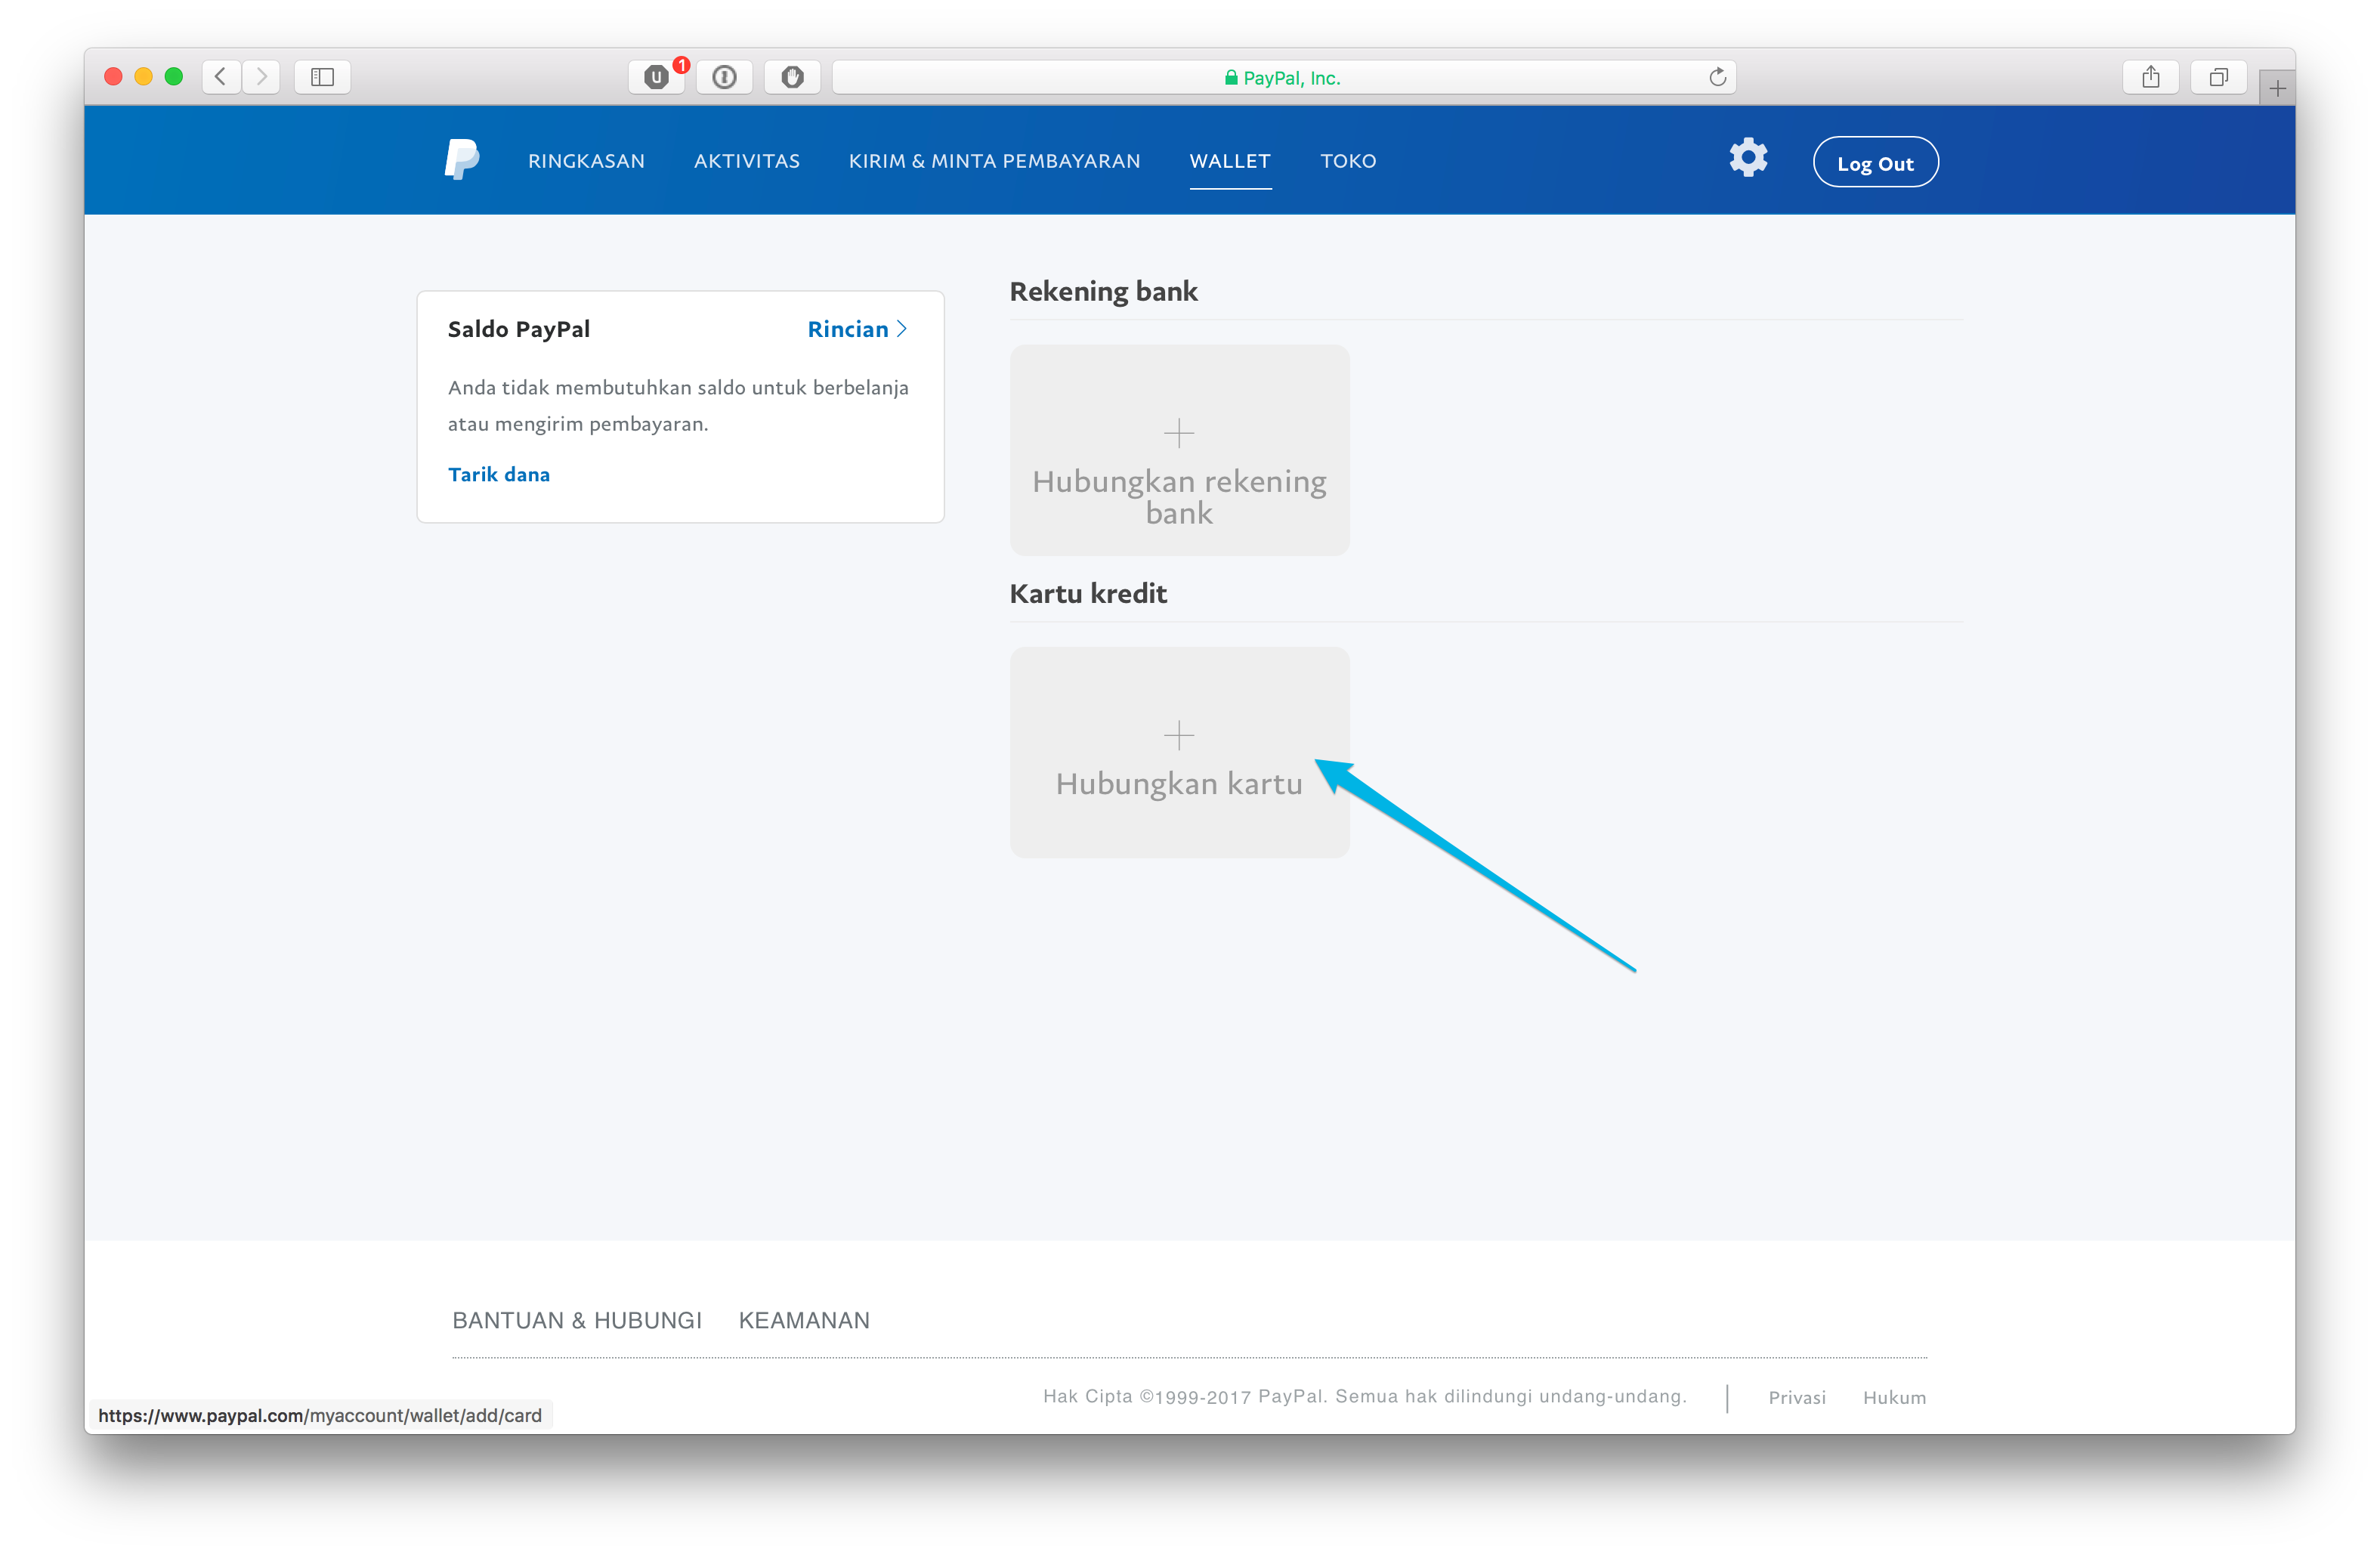 1
PayPal, Inc.
RINGKASAN
AKTIVITAS
KIRIM & MINTA PEMBAYARAN
WALLET
TOKO
Log Out
Saldo PayPal
Rincian
Anda tidak membutuhkan saldo untuk berbelanja
atau mengirim pembayaran.
Tarik dana
Rekening bank
Hubungkan rekening
bank
Kartu kredit
Hubungkan kartu
BANTUAN & HUBUNGI
KEAMANAN
Hak Cipta ©1999-2017 PayPal. Semua hak dilindungi undang-undang.
Privasi
Hukum
https://www.paypal.com/myaccount/wallet/add/card